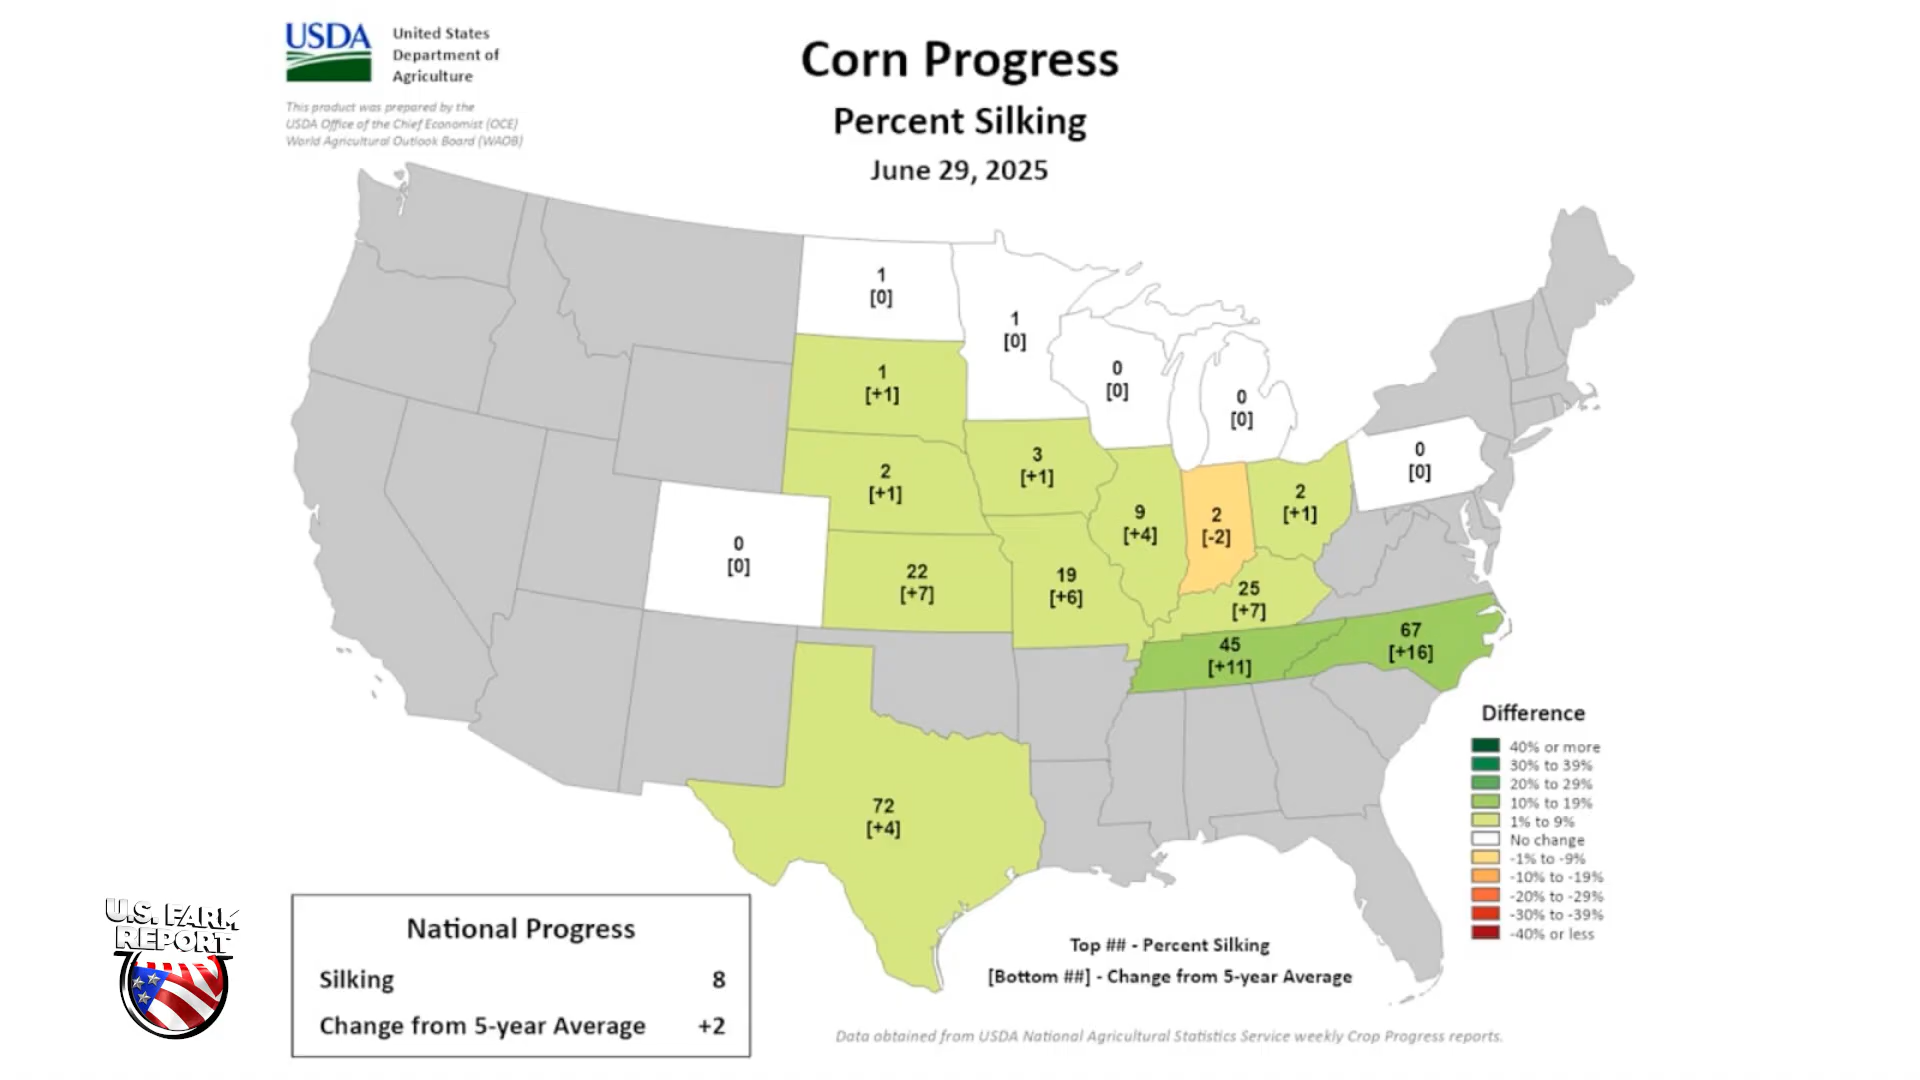 USDA
United States
Department of
Agriculture
This product was prepared by the
USDA Office of the Chief Economist (OCE)
World Agricultural Outlook Board (WAOB)
Corn Progress
Percent Silking
June 29, 2025
1
[0]
1
[0]
0
[0]
0
[0]
1
[+1]
0
[0]
3
[+1]
2
[+1]
2
[+1]
9
[+4]
2
[-2]
0
[0]
22
[+7]
19
[+6]
25
[+7]
67
[+16]
45
[+11]
72
[+4]
Difference
40% or more
30% to 39%
20% to 29%
10% to 19%
1% to 9%
No change
-1% to -9%
-10% to -19%
-20% to -29%
-30% to -39%
-40% or less
U.S. FARM
REPORT
National Progress
Silking 8
Change from 5-year Average +2
Top ## - Percent Silking
[Bottom ##] - Change from 5-year Average
Data obtained from USDA National Agricultural Statistics Service weekly Crop Progress reports.